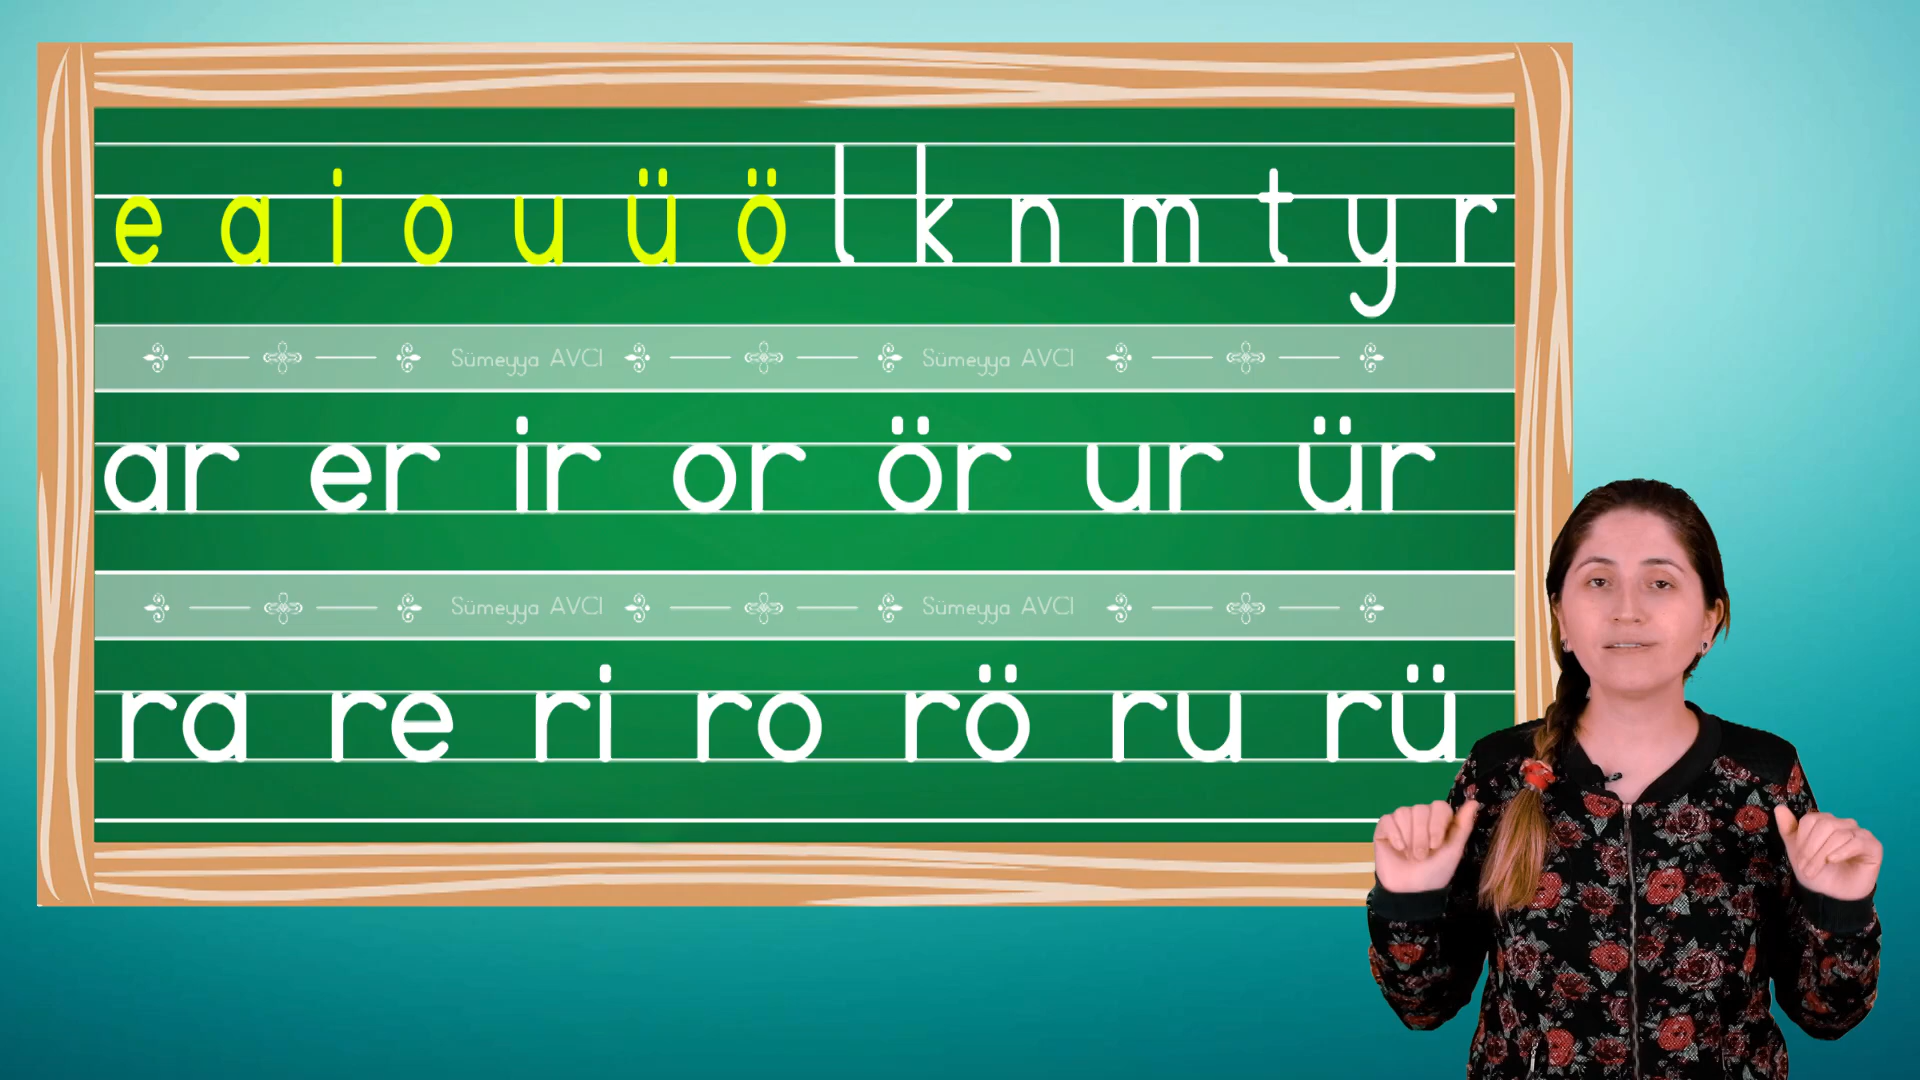 e a i o u ü ö l k n m t y r
Sümeyya AVCI Sümeyya AVCI
ar er ir or ör ur ür
Sümeyya AVCI Sümeyya AVCI
ra re ri ro rö ru rü